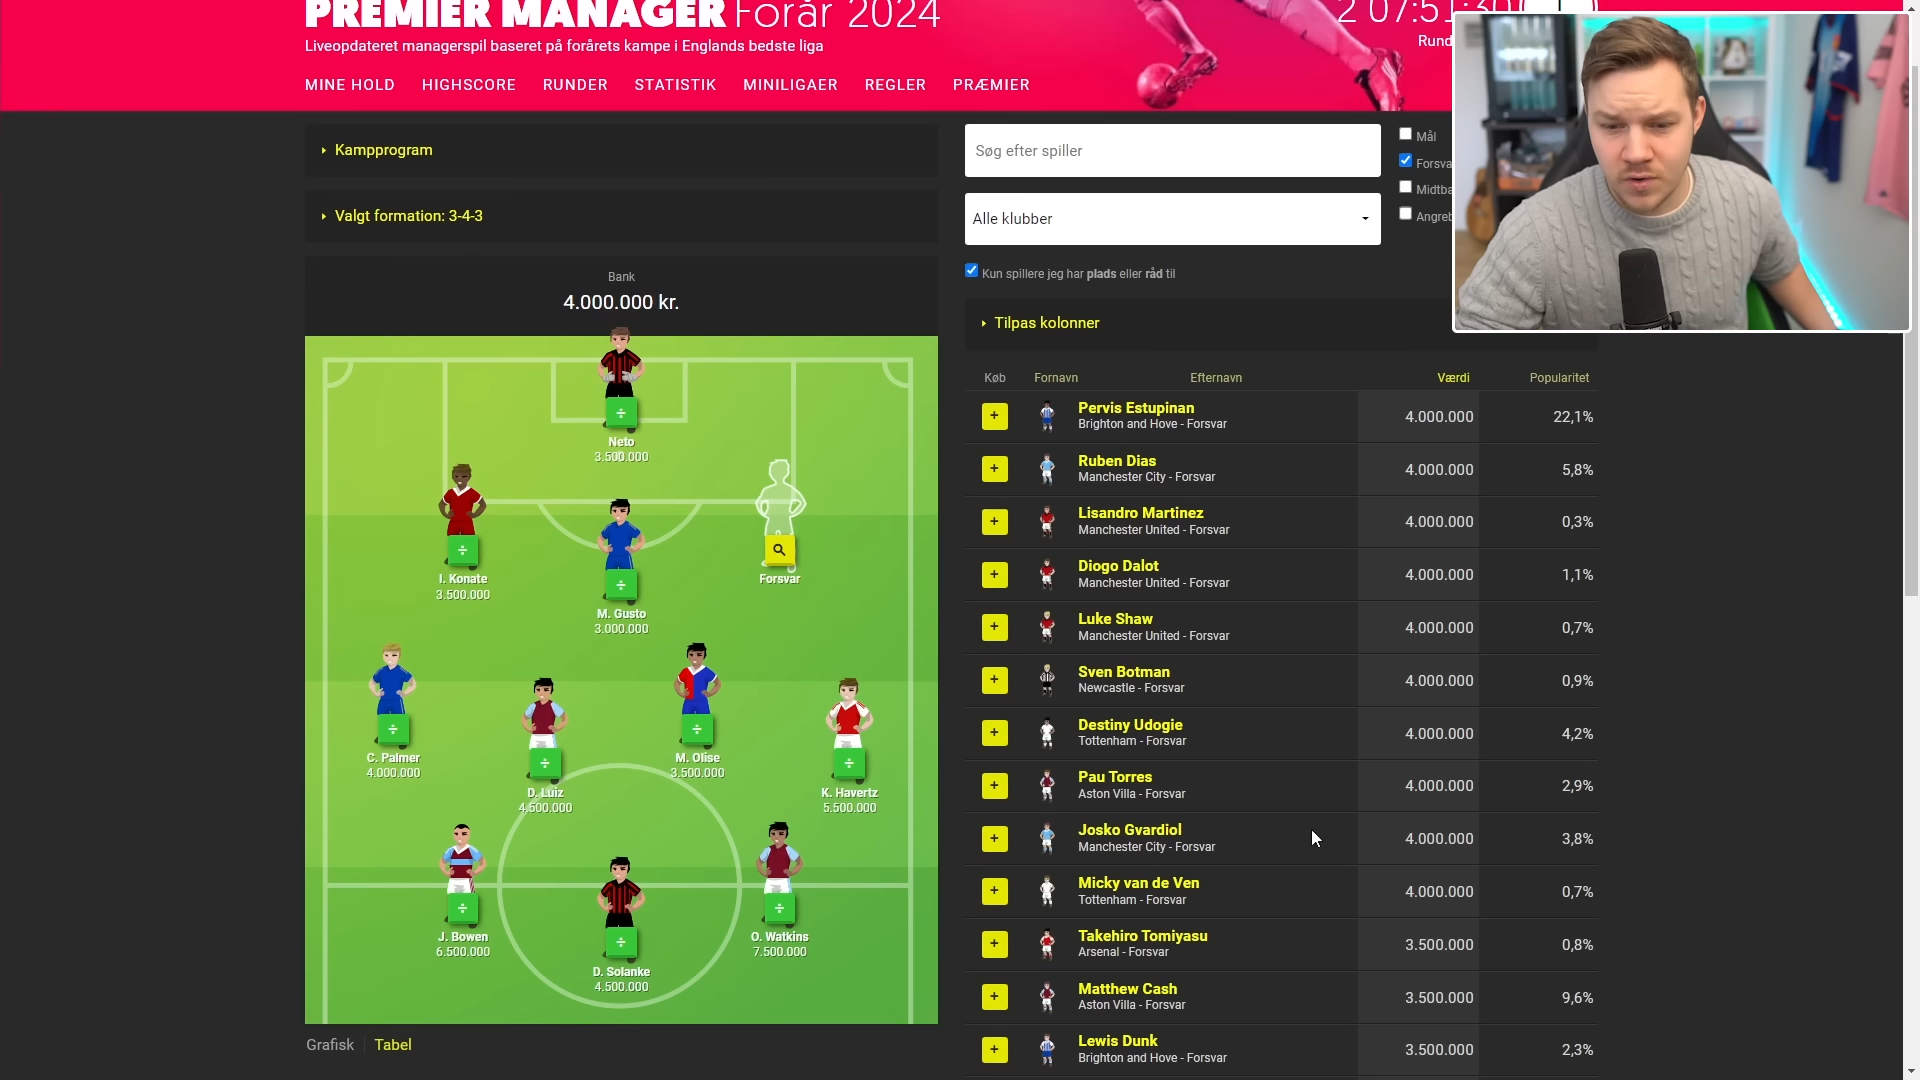 PREMIER MANAGER Forår 2024
2 07:51:30
Liveopdateret managerspil baseret på forårets kampe i Englands bedste liga
MINE HOLD
HIGHSCORE
RUNDER
STATISTIK
MINILIGAER
REGLER
PRÆMIER
Kampprogram
Valgt formation: 3-4-3
Bank
4.000.000 kr.
Neto
3.500.000
I. Konate
3.500.000
M. Gusto
3.000.000
Forsvar
C. Palmer
4.000.000
D. Luiz
4.500.000
M. Olise
3.500.000
K. Havertz
5.500.000
J. Bowen
6.500.000
D. Solanke
4.500.000
O. Watkins
7.500.000
Grafisk
Tabel
Søg efter spiller
Alle klubber
Mål
Kun spillere jeg har plads eller råd til
Tilpas kolonner
Køb Fornavn Efternavn Værdi Popularitet
+ Pervis Estupinan 4.000.000 22,1%
Brighton and Hove - Forsvar
+ Ruben Dias 4.000.000 5,8%
Manchester City - Forsvar
+ Lisandro Martinez 4.000.000 0,3%
Manchester United - Forsvar
+ Diogo Dalot 4.000.000 1,1%
Manchester United - Forsvar
+ Luke Shaw 4.000.000 0,7%
Manchester United - Forsvar
+ Sven Botman 4.000.000 0,9%
Newcastle - Forsvar
+ Destiny Udogie 4.000.000 4,2%
Tottenham - Forsvar
+ Pau Torres 4.000.000 2,9%
Aston Villa - Forsvar
+ Josko Gvardiol 4.000.000 3,8%
Manchester City - Forsvar
+ Micky van de Ven 4.000.000 0,7%
Tottenham - Forsvar
+ Takehiro Tomiyasu 3.500.000 0,8%
Arsenal - Forsvar
+ Matthew Cash 3.500.000 9,6%
Aston Villa - Forsvar
+ Lewis Dunk 3.500.000 2,3%
Brighton and Hove - Forsvar